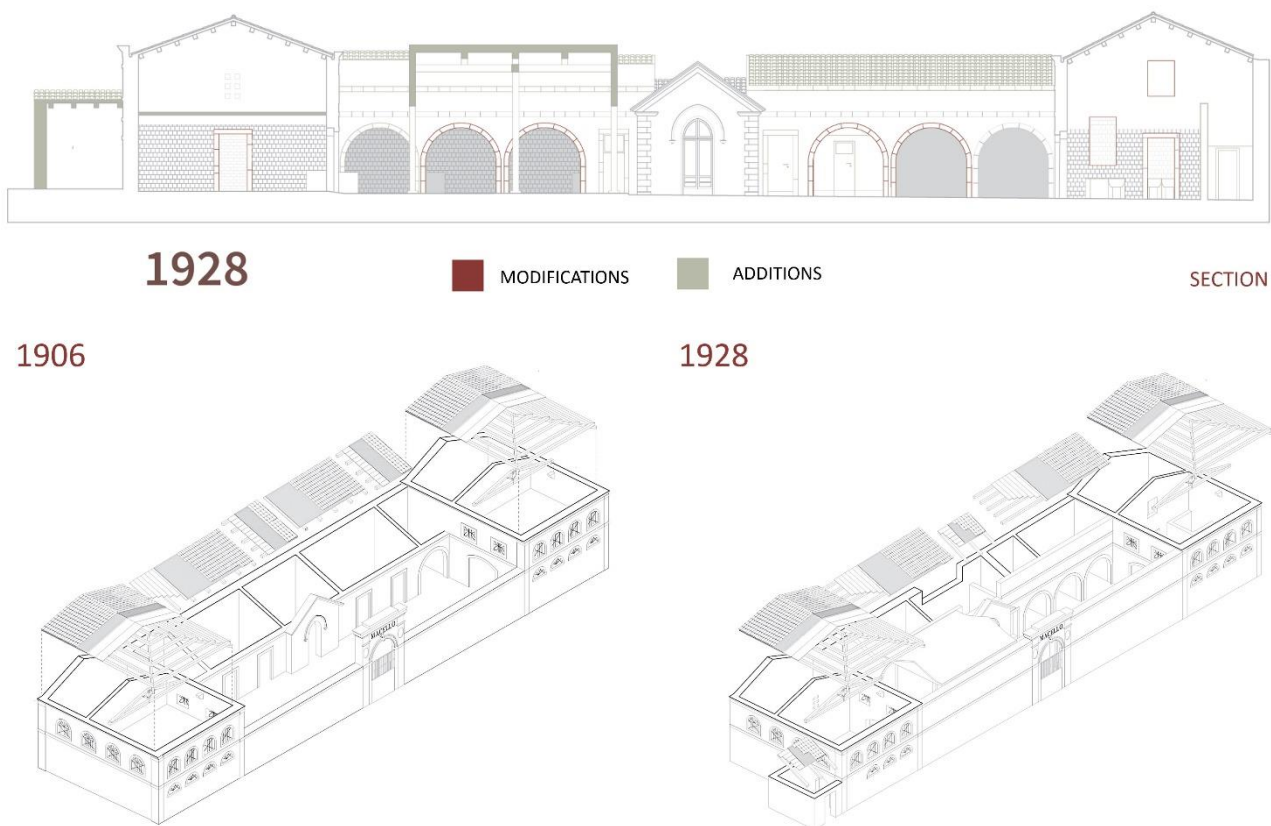 1928
MODIFICATIONS
ADDITIONS
SECTION
1906
1928
MACELLO
MACELLO